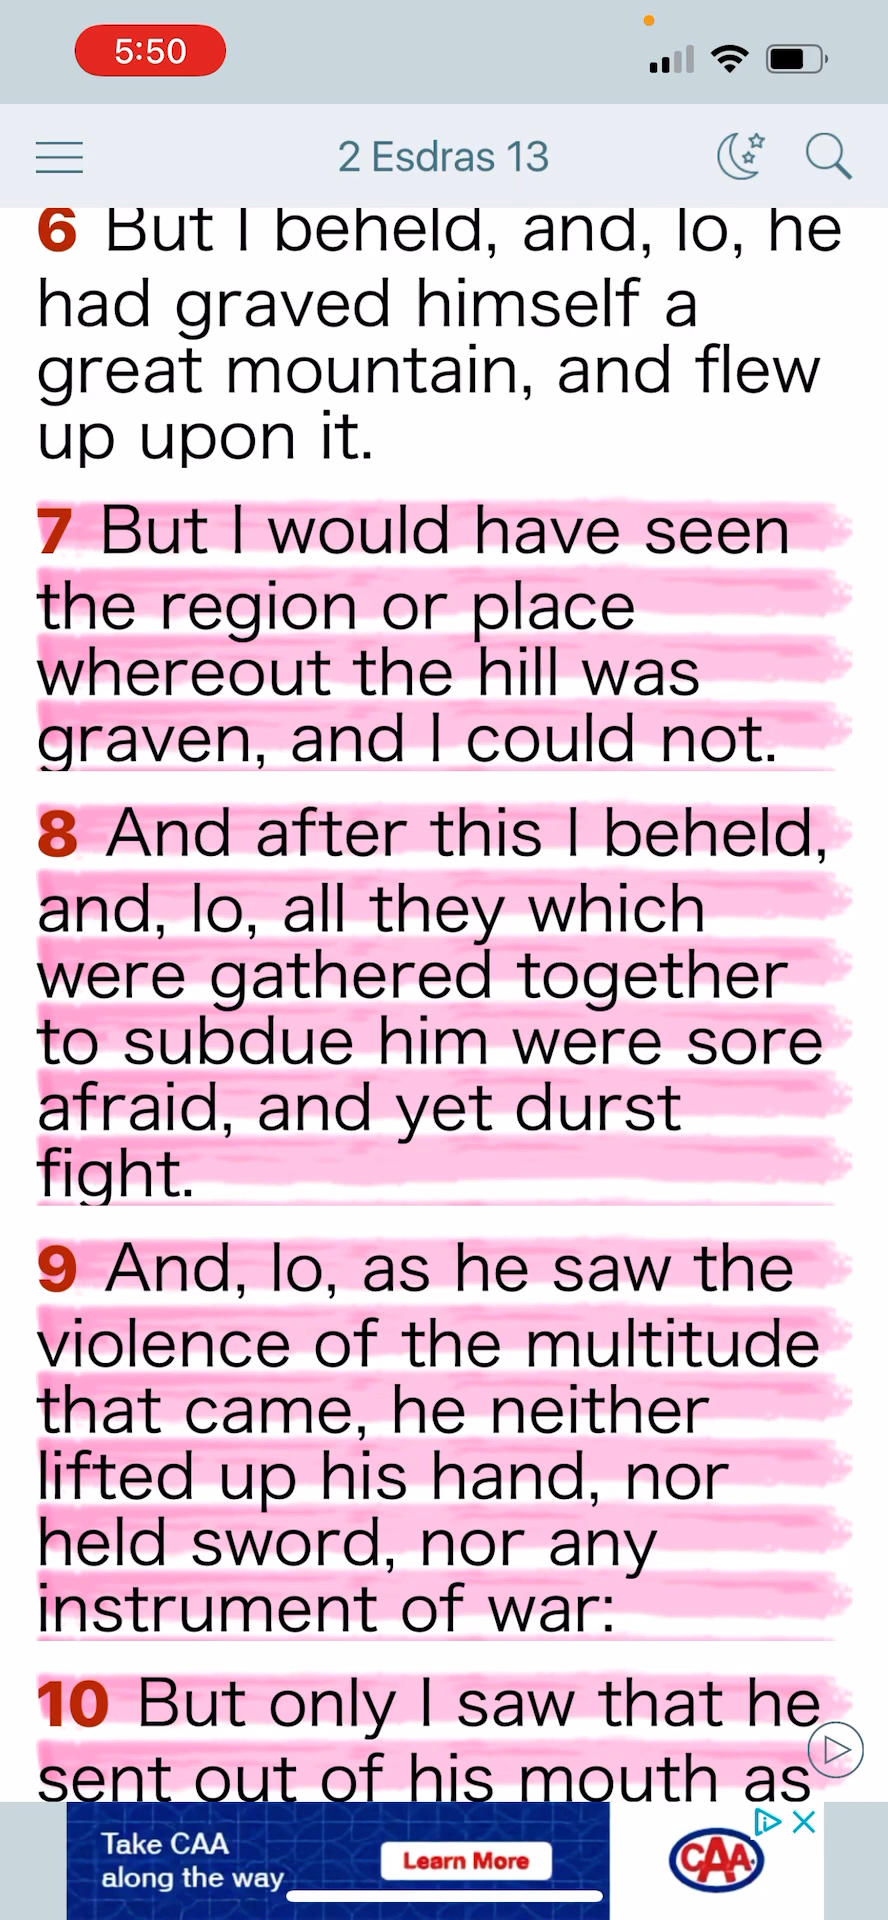 5:50
2 Esdras 13
6 But I beheld, and, lo, he
had graved himself a
great mountain, and flew
up upon it.
7 But I would have seen
the region or place
whereout the hill was
graven, and I could not.
8 And after this I beheld,
and, lo, all they which
were gathered together
to subdue him were sore
afraid, and yet durst
fight.
9 And, lo, as he saw the
violence of the multitude
that came, he neither
lifted up his hand, nor
held sword, nor any
instrument of war:
10 But only I saw that he
sent out of his mouth as
Take CAA
along the way
Learn More
CAA